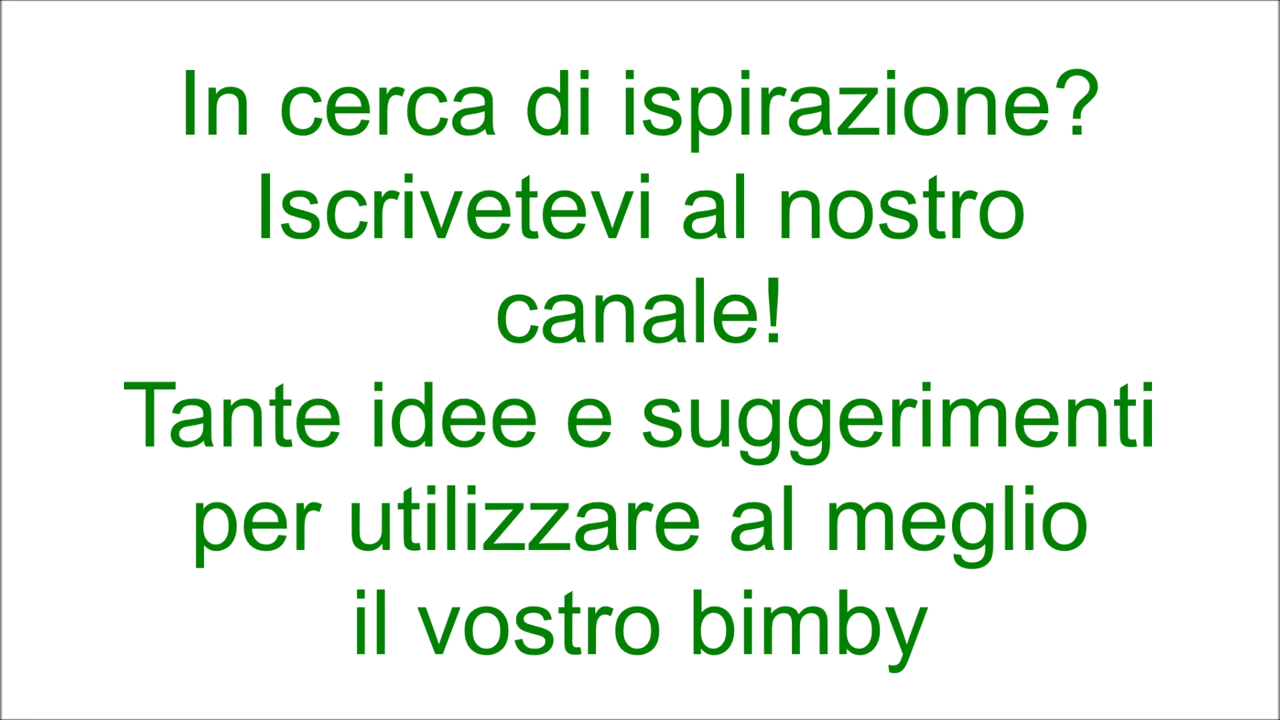 In cerca di ispirazione?
Iscrivetevi al nostro
canale!
Tante idee e suggerimenti
per utilizzare al meglio
il vostro bimby